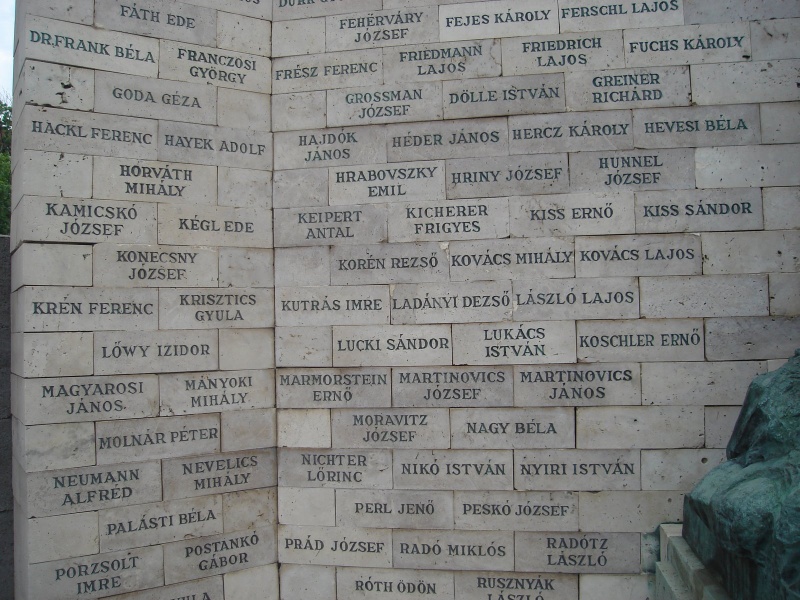 FÁTH EDE
DR. FRANK BÉLA
FRANCZOSI
GYÖRGY
GODA GÉZA
HACKL FERENC
HAYEK ADOLF
HORVÁTH
MIHÁLY
KAMICSKÓ
JÓZSEF
KÉGL EDE
KONECSNY
JÓZSEF
KRÉN FERENC
KRISZTICS
GYULA
LŐWY IZIDOR
MAGYAROSI
JÁNOS.
MÁNYOKI
MIHÁLY.
MOLNÁR PÉTER
NEUMANN
ALFRÉD
NEVELICS
MIHÁLY
PALÁSTI BÉLA
PORZSOLT
IMRE
POSTANKÓ
GÁBOR
FEHÉRVÁRY
JÓZSEF
FEJES KÁROLY
FERSCHL LAJOS
FRÉSZ FERENC
FRIEDMANN
LAJOS
FRIEDRICH
LAJOS
FUCHS KÁROLY
GROSSMAN
JÓZSEF
DÖLLE ISTVÁN
GREINER
RICHÁRD
HAJDÓK
JÁNOS
HÉDER JÁNOS
HERCZ KÁROLY
HEVESI BÉLA
HRABOVSZKY
EMIL
HRINY JÓZSEF
HUNNEL
JÓZSEF
KEIPERT
ANTAL
KICHERER
FRIGYES
KISS ERNŐ
KISS SÁNDOR
KORÉN REZSŐ
KOVÁCS MIHÁLY
KOVÁCS LAJOS
KUTRÁS IMRE
LADÁNYI DEZSŐ
LÁSZLÓ LAJOS
LUCKI SÁNDOR
LUKÁCS
ISTVÁN
KOSCHLER ERNŐ
MARMORSTEIN
ERNŐ
MARTINOVICS
JÓZSEF
MARTINOVICS
JÁNOS
MORAVITZ
JÓZSEF
NAGY BÉLA
NICHTER
LŐRINC
NIKÓ ISTVÁN
NYIRI ISTVÁN
PERL JENŐ
PESKÓ JÓZSEF
PRÁD JÓZSEF
RADÓ MIKLÓS
RADÓTZ
LÁSZLÓ
RÓTH ÖDÖN
RUSZNYÁK
LÁSZLÓ